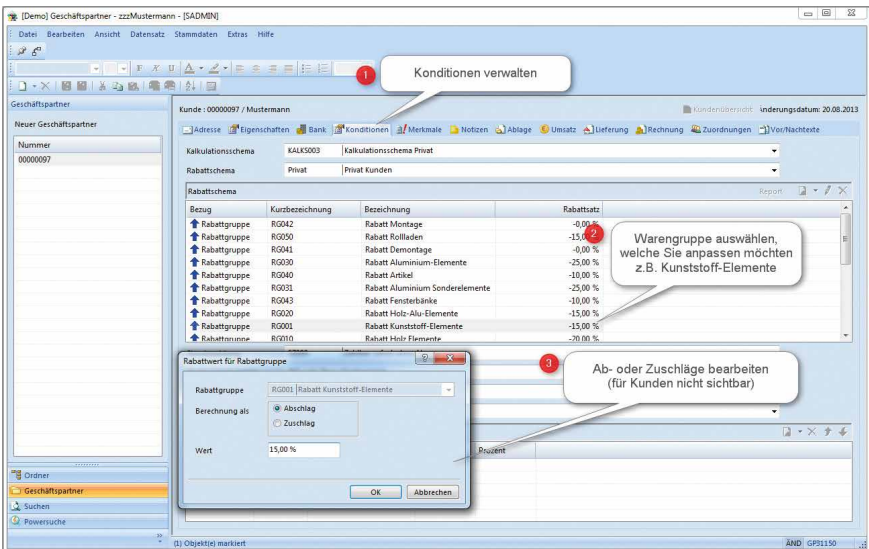 [Demo] Geschäftspartner - zzzMustermann - [SADMIN]
Datei Bearbeiten Ansicht Datensatz Stammdaten Extras Hilfe
F X U
1
Konditionen verwalten
Geschäftspartner
Neuer Geschäftspartner
Nummer
00000097
Kunde : 00000097 / Mustermann
Kundenübersicht
Änderungsdatum: 20.08.2013
Adresse Eigenschaften Bank Konditionen Merkmale Notizen Ablage Umsatz Lieferung Rechnung Zuordnungen Vor/Nachtexte
Kalkulationsschema KALKS003 Kalkulationsschema Privat
Rabattschema Privat Privat Kunden
Rabattschema Report
Bezug Kurzbezeichnung Bezeichnung Rabattsatz
Rabattgruppe RG042 Rabatt Montage -0,00 %
Rabattgruppe RG050 Rabatt Rollladen -15,00 %
Rabattgruppe RG041 Rabatt Demontage -0,00 %
Rabattgruppe RG030 Rabatt Aluminium-Elemente -25,00 %
Rabattgruppe RG040 Rabatt Artikel -10,00 %
Rabattgruppe RG031 Rabatt Aluminium Sonderelemente -25,00 %
Rabattgruppe RG043 Rabatt Fensterbänke -10,00 %
Rabattgruppe RG020 Rabatt Holz-Alu-Elemente -15,00 %
Rabattgruppe RG001 Rabatt Kunststoff-Elemente -15,00 %
Rabattgruppe RG010 Rabatt Holz Elemente -20,00 %
2
Warengruppe auswählen,
welche Sie anpassen möchten
z.B. Kunststoff-Elemente
Rabattwert für Rabattgruppe
Rabattgruppe RG001 Rabatt Kunststoff-Elemente
Berechnung als Abschlag
Zuschlag
Wert 15,00 %
OK Abbrechen
3
Ab- oder Zuschläge bearbeiten
(für Kunden nicht sichtbar)
Prozent
Ordner
Geschäftspartner
Suchen
Powersuche
(1) Objekt(e) markiert
ÄND GP31150